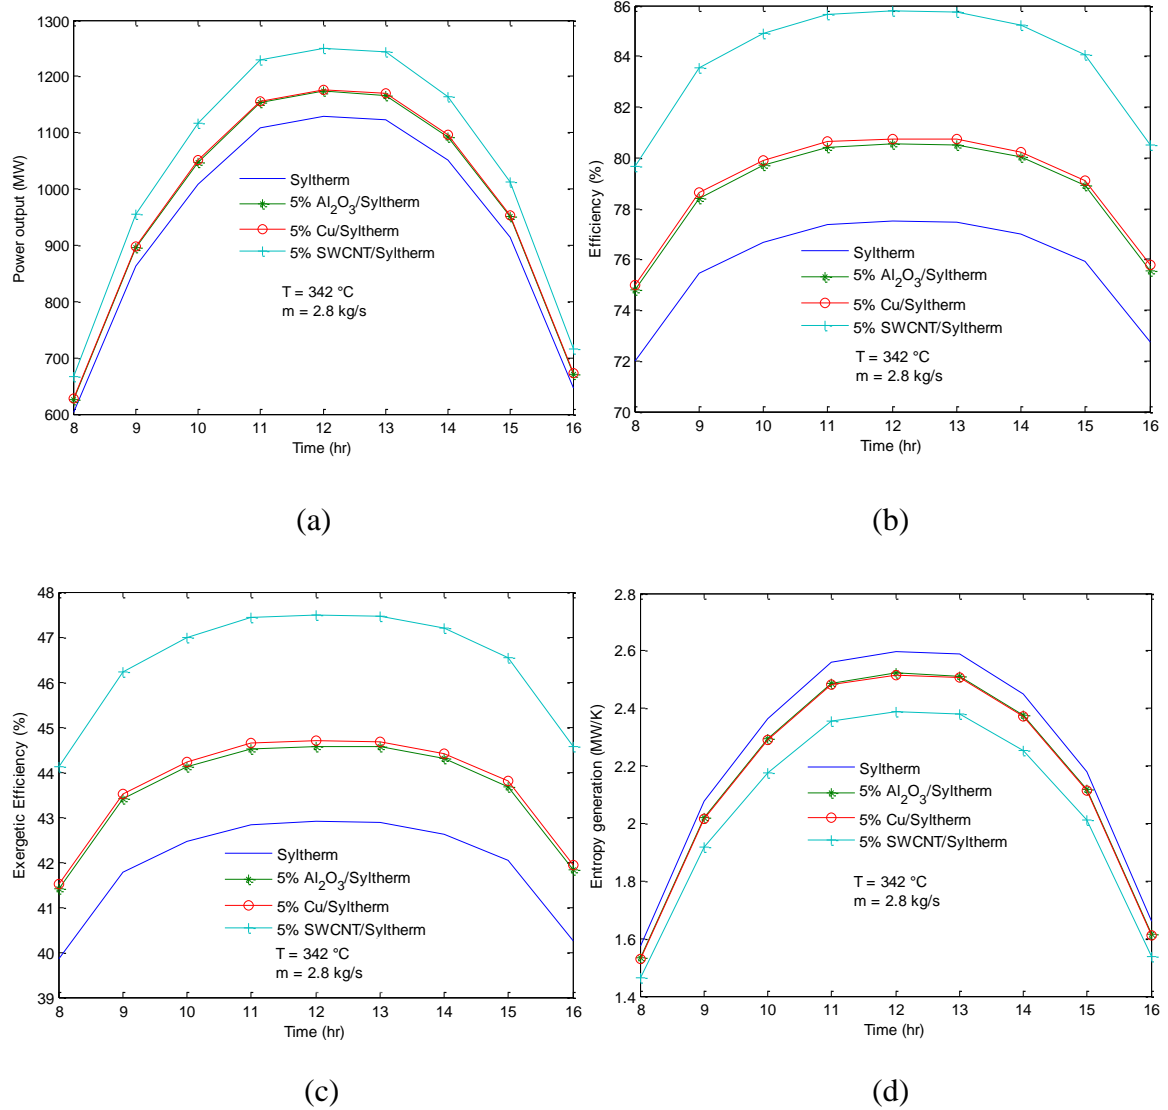 1300
1200
1100
1000
900
800
700
600
Power output (MW)
Syltherm
5% Al2O3/Syltherm
5% Cu/Syltherm
5% SWCNT/Syltherm
T = 342 °C
m = 2.8 kg/s
8 9 10 11 12 13 14 15 16
Time (hr)
(a)
86
84
82
80
78
76
74
72
70
Efficiency (%)
Syltherm
5% Al2O3/Syltherm
5% Cu/Syltherm
5% SWCNT/Syltherm
T = 342 °C
m = 2.8 kg/s
8 9 10 11 12 13 14 15 16
Time (hr)
(b)
48
47
46
45
44
43
42
41
40
39
Exergetic Efficiency (%)
Syltherm
5% Al2O3/Syltherm
5% Cu/Syltherm
5% SWCNT/Syltherm
T = 342 °C
m = 2.8 kg/s
8 9 10 11 12 13 14 15 16
Time (hr)
(c)
2.8
2.6
2.4
2.2
2
1.8
1.6
1.4
Entropy generation (MW/K)
Syltherm
5% Al2O3/Syltherm
5% Cu/Syltherm
5% SWCNT/Syltherm
T = 342 °C
m = 2.8 kg/s
8 9 10 11 12 13 14 15 16
Time (hr)
(d)